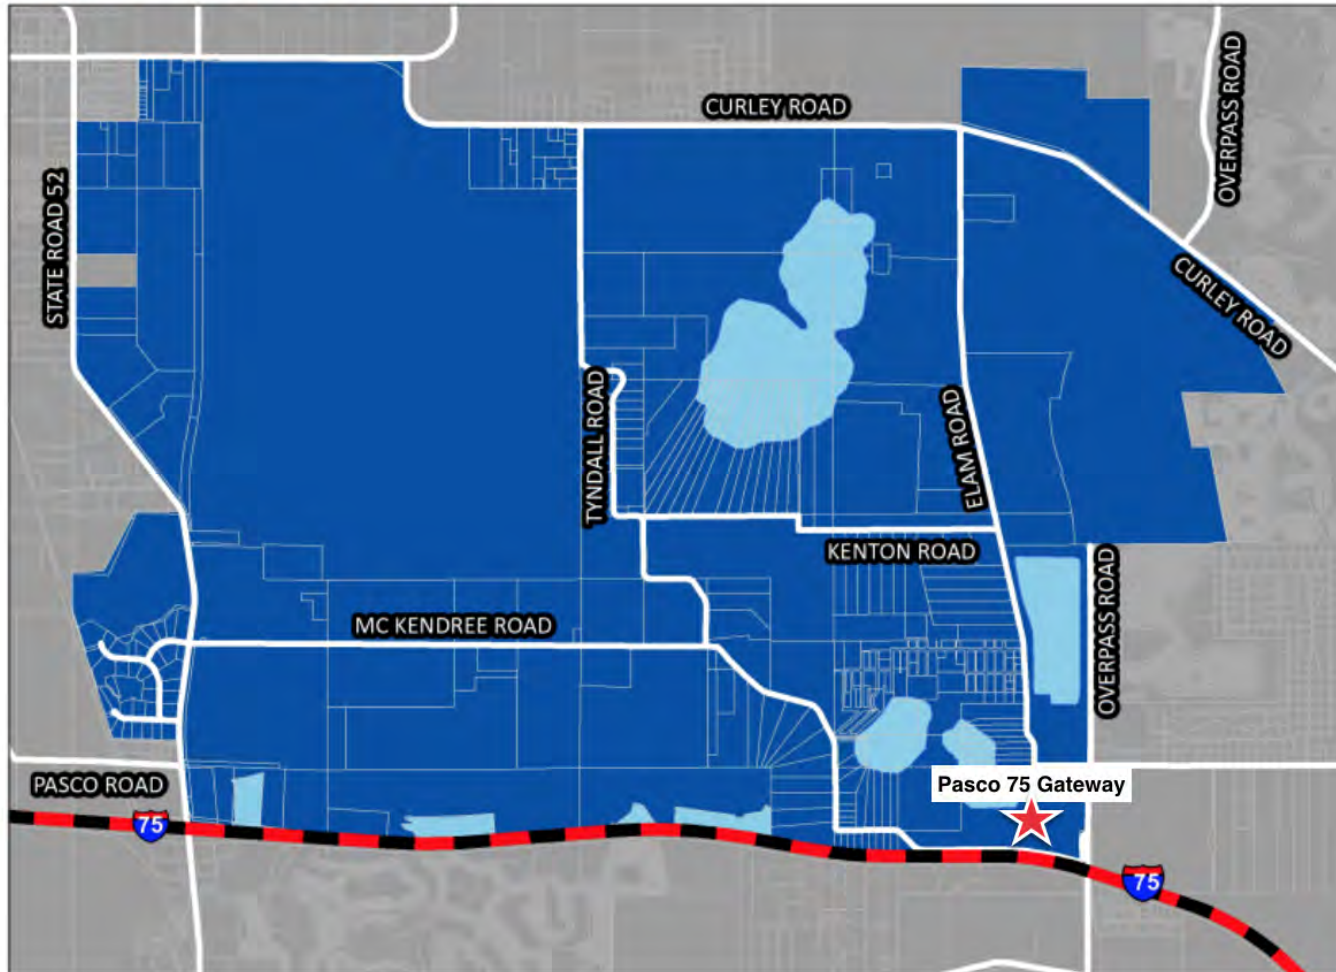 CURLEY ROAD
OVERPASS ROAD
STATE ROAD 52
CURLEY ROAD
TYNDALL ROAD
ELAM ROAD
KENTON ROAD
MC KENDREE ROAD
OVERPASS ROAD
PASCO ROAD
Pasco 75 Gateway
75
75